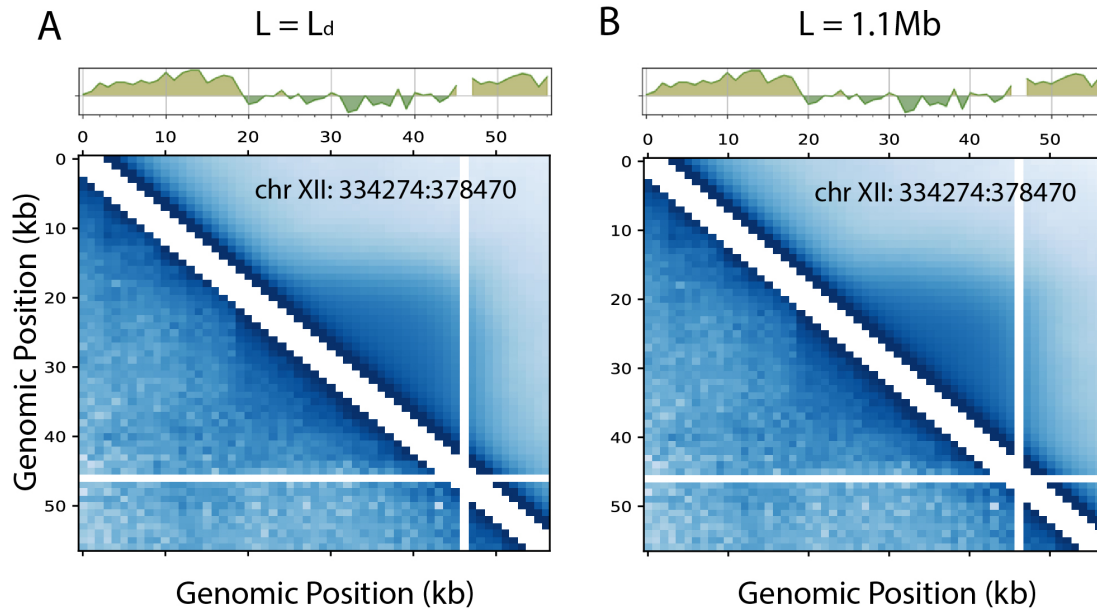 A
L = Ld
0 10 20 30 40 50
0
10
20
30
40
50
chr XII: 334274:378470
Genomic Position (kb)
Genomic Position (kb)
B
L = 1.1Mb
0 10 20 30 40 50
0
10
20
30
40
50
chr XII: 334274:378470
Genomic Position (kb)